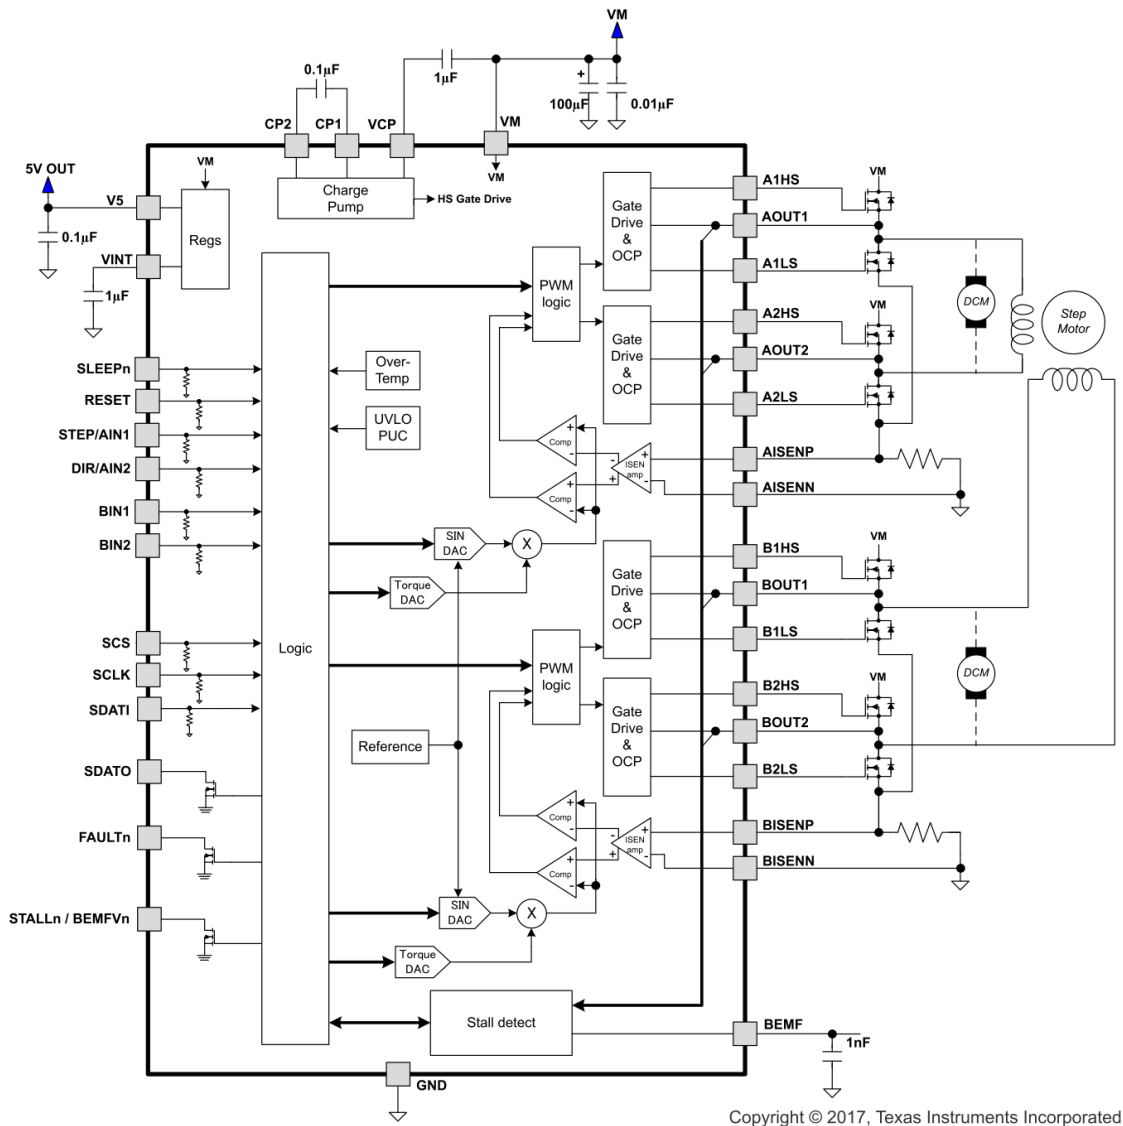 VM
0.1µF
1µF
+
100µF
0.01µF
CP2
CP1
VCP
VM
VM
5V OUT
VM
Charge
Pump
HS Gate Drive
V5
0.1µF
Regs
VINT
1µF
Gate
Drive
&
OCP
A1HS
AOUT1
A1LS
VM
PWM
logic
DCM
Step
Motor
Gate
Drive
&
OCP
A2HS
AOUT2
A2LS
VM
SLEEPn
RESET
STEP/AIN1
DIR/AIN2
BIN1
BIN2
Over-
Temp
UVLO
PUC
+
Comp
-
+
Comp
-
-
+
ISEN
amp
+
-
AISENP
AISENN
SIN
DAC
X
Torque
DAC
Gate
Drive
&
OCP
B1HS
BOUT1
B1LS
VM
SCS
SCLK
SDATI
Logic
PWM
logic
DCM
Gate
Drive
&
OCP
B2HS
BOUT2
B2LS
VM
Reference
SDATO
FAULTn
STALLn / BEMFVn
+
Comp
-
+
Comp
-
-
+
ISEN
amp
+
-
BISENP
BISENN
SIN
DAC
X
Torque
DAC
Stall detect
BEMF
1nF
GND
Copyright © 2017, Texas Instruments Incorporated